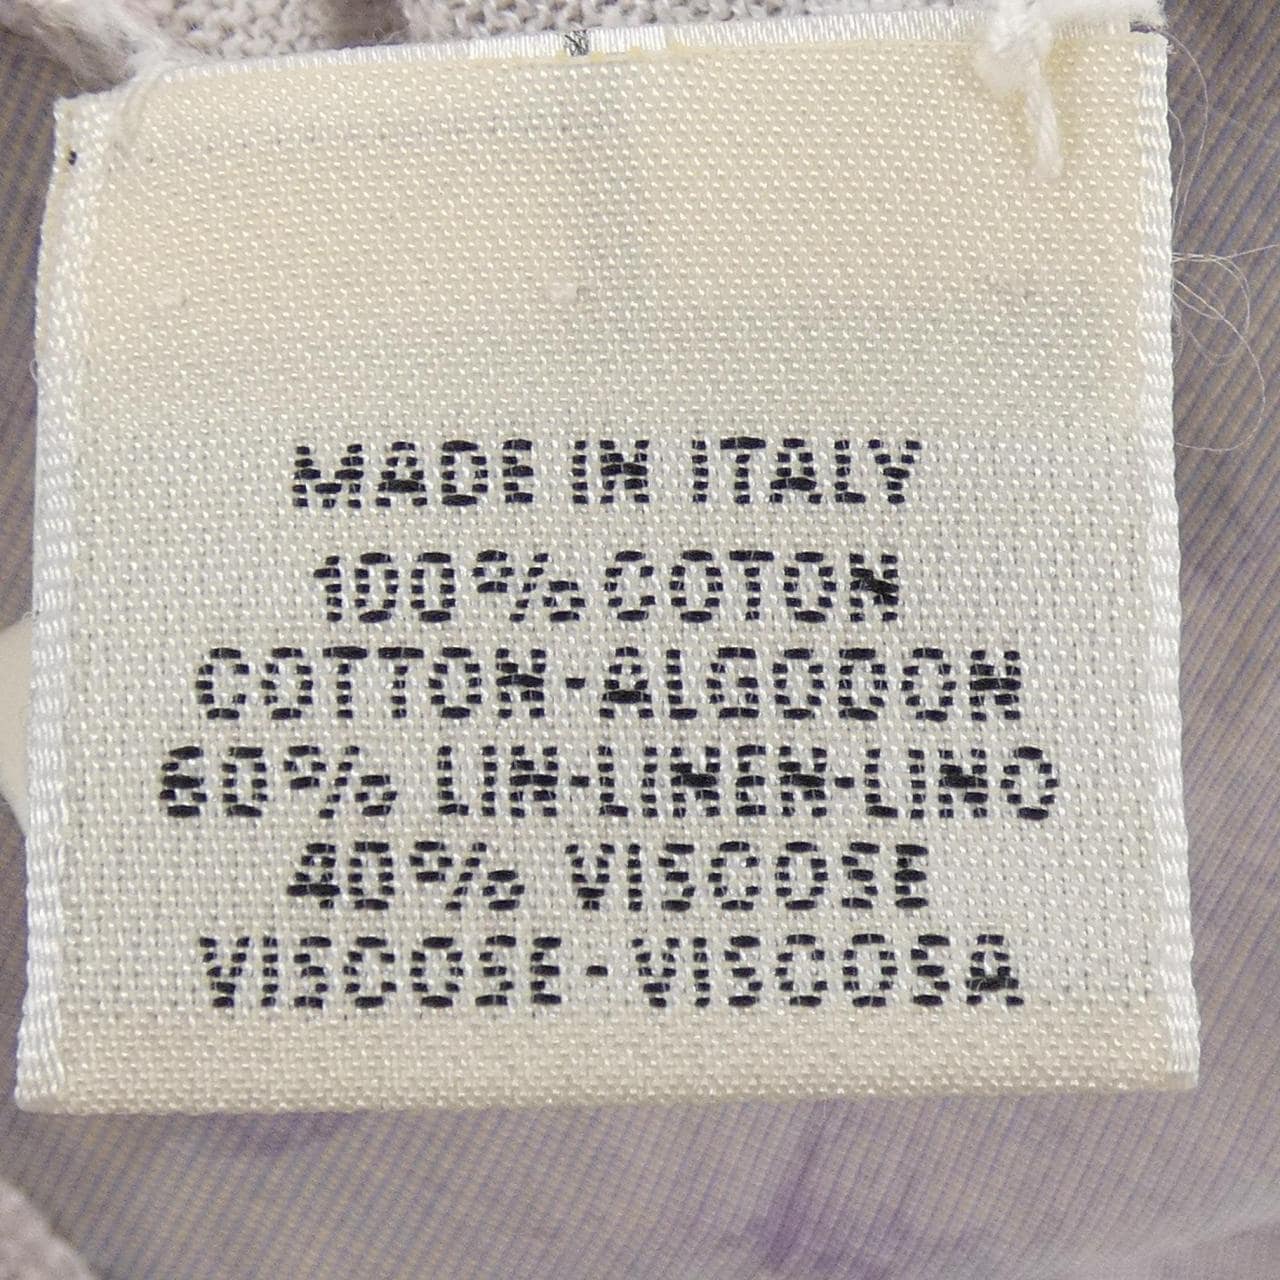 MADE IN ITALY
100% COTON
COTTON-ALGODON
60% LIN-LINEN-LINO
40% VISCOSE
VISCOSE-VISCOSA